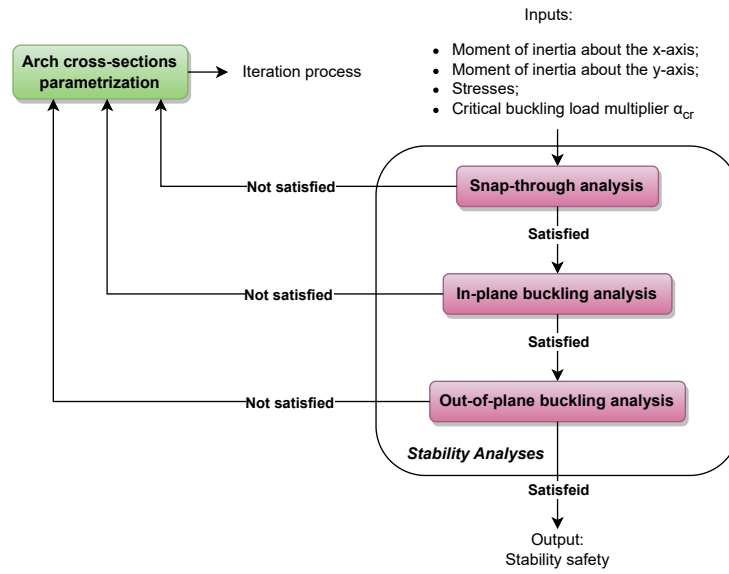 Inputs:
• Moment of inertia about the x-axis;
• Moment of inertia about the y-axis;
• Stresses;
• Critical buckling load multiplier αcr
Arch cross-sections
parametrization
Iteration process
Snap-through analysis
Not satisfied
Satisfied
In-plane buckling analysis
Not satisfied
Satisfied
Out-of-plane buckling analysis
Not satisfied
Stability Analyses
Satisfeid
Output:
Stability safety